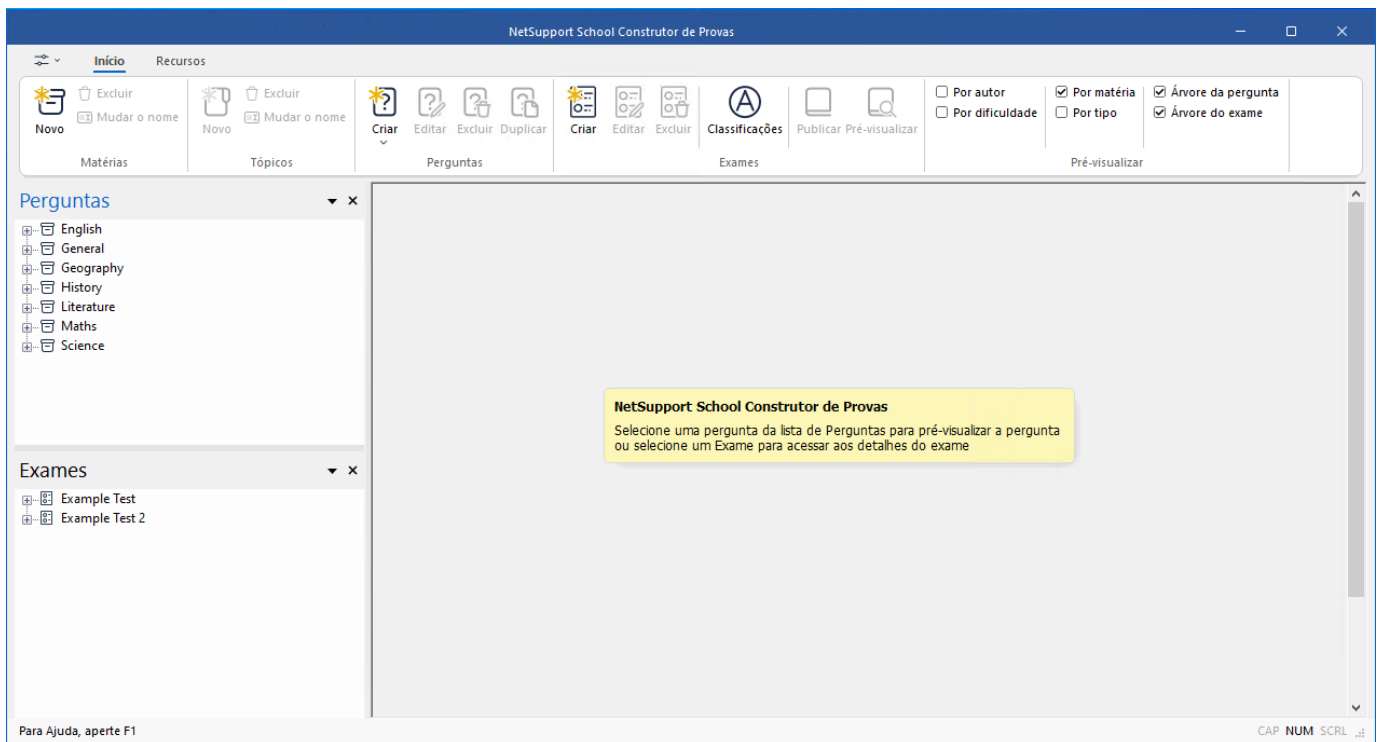 NetSupport School Construtor de Provas
Início Recursos
Novo
Excluir
Mudar o nome
Matérias
Novo
Excluir
Mudar o nome
Tópicos
Criar Editar Excluir Duplicar
Perguntas
Criar Editar Excluir Classificações Publicar Pré-visualizar
Exames
Por autor Por matéria Árvore da pergunta
Por dificuldade Por tipo Árvore do exame
Pré-visualizar
Perguntas
English
General
Geography
History
Literature
Maths
Science
Exames
Example Test
Example Test 2
NetSupport School Construtor de Provas
Selecione uma pergunta da lista de Perguntas para pré-visualizar a pergunta
ou selecione um Exame para acessar aos detalhes do exame
Para Ajuda, aperte F1
CAP NUM SCRL